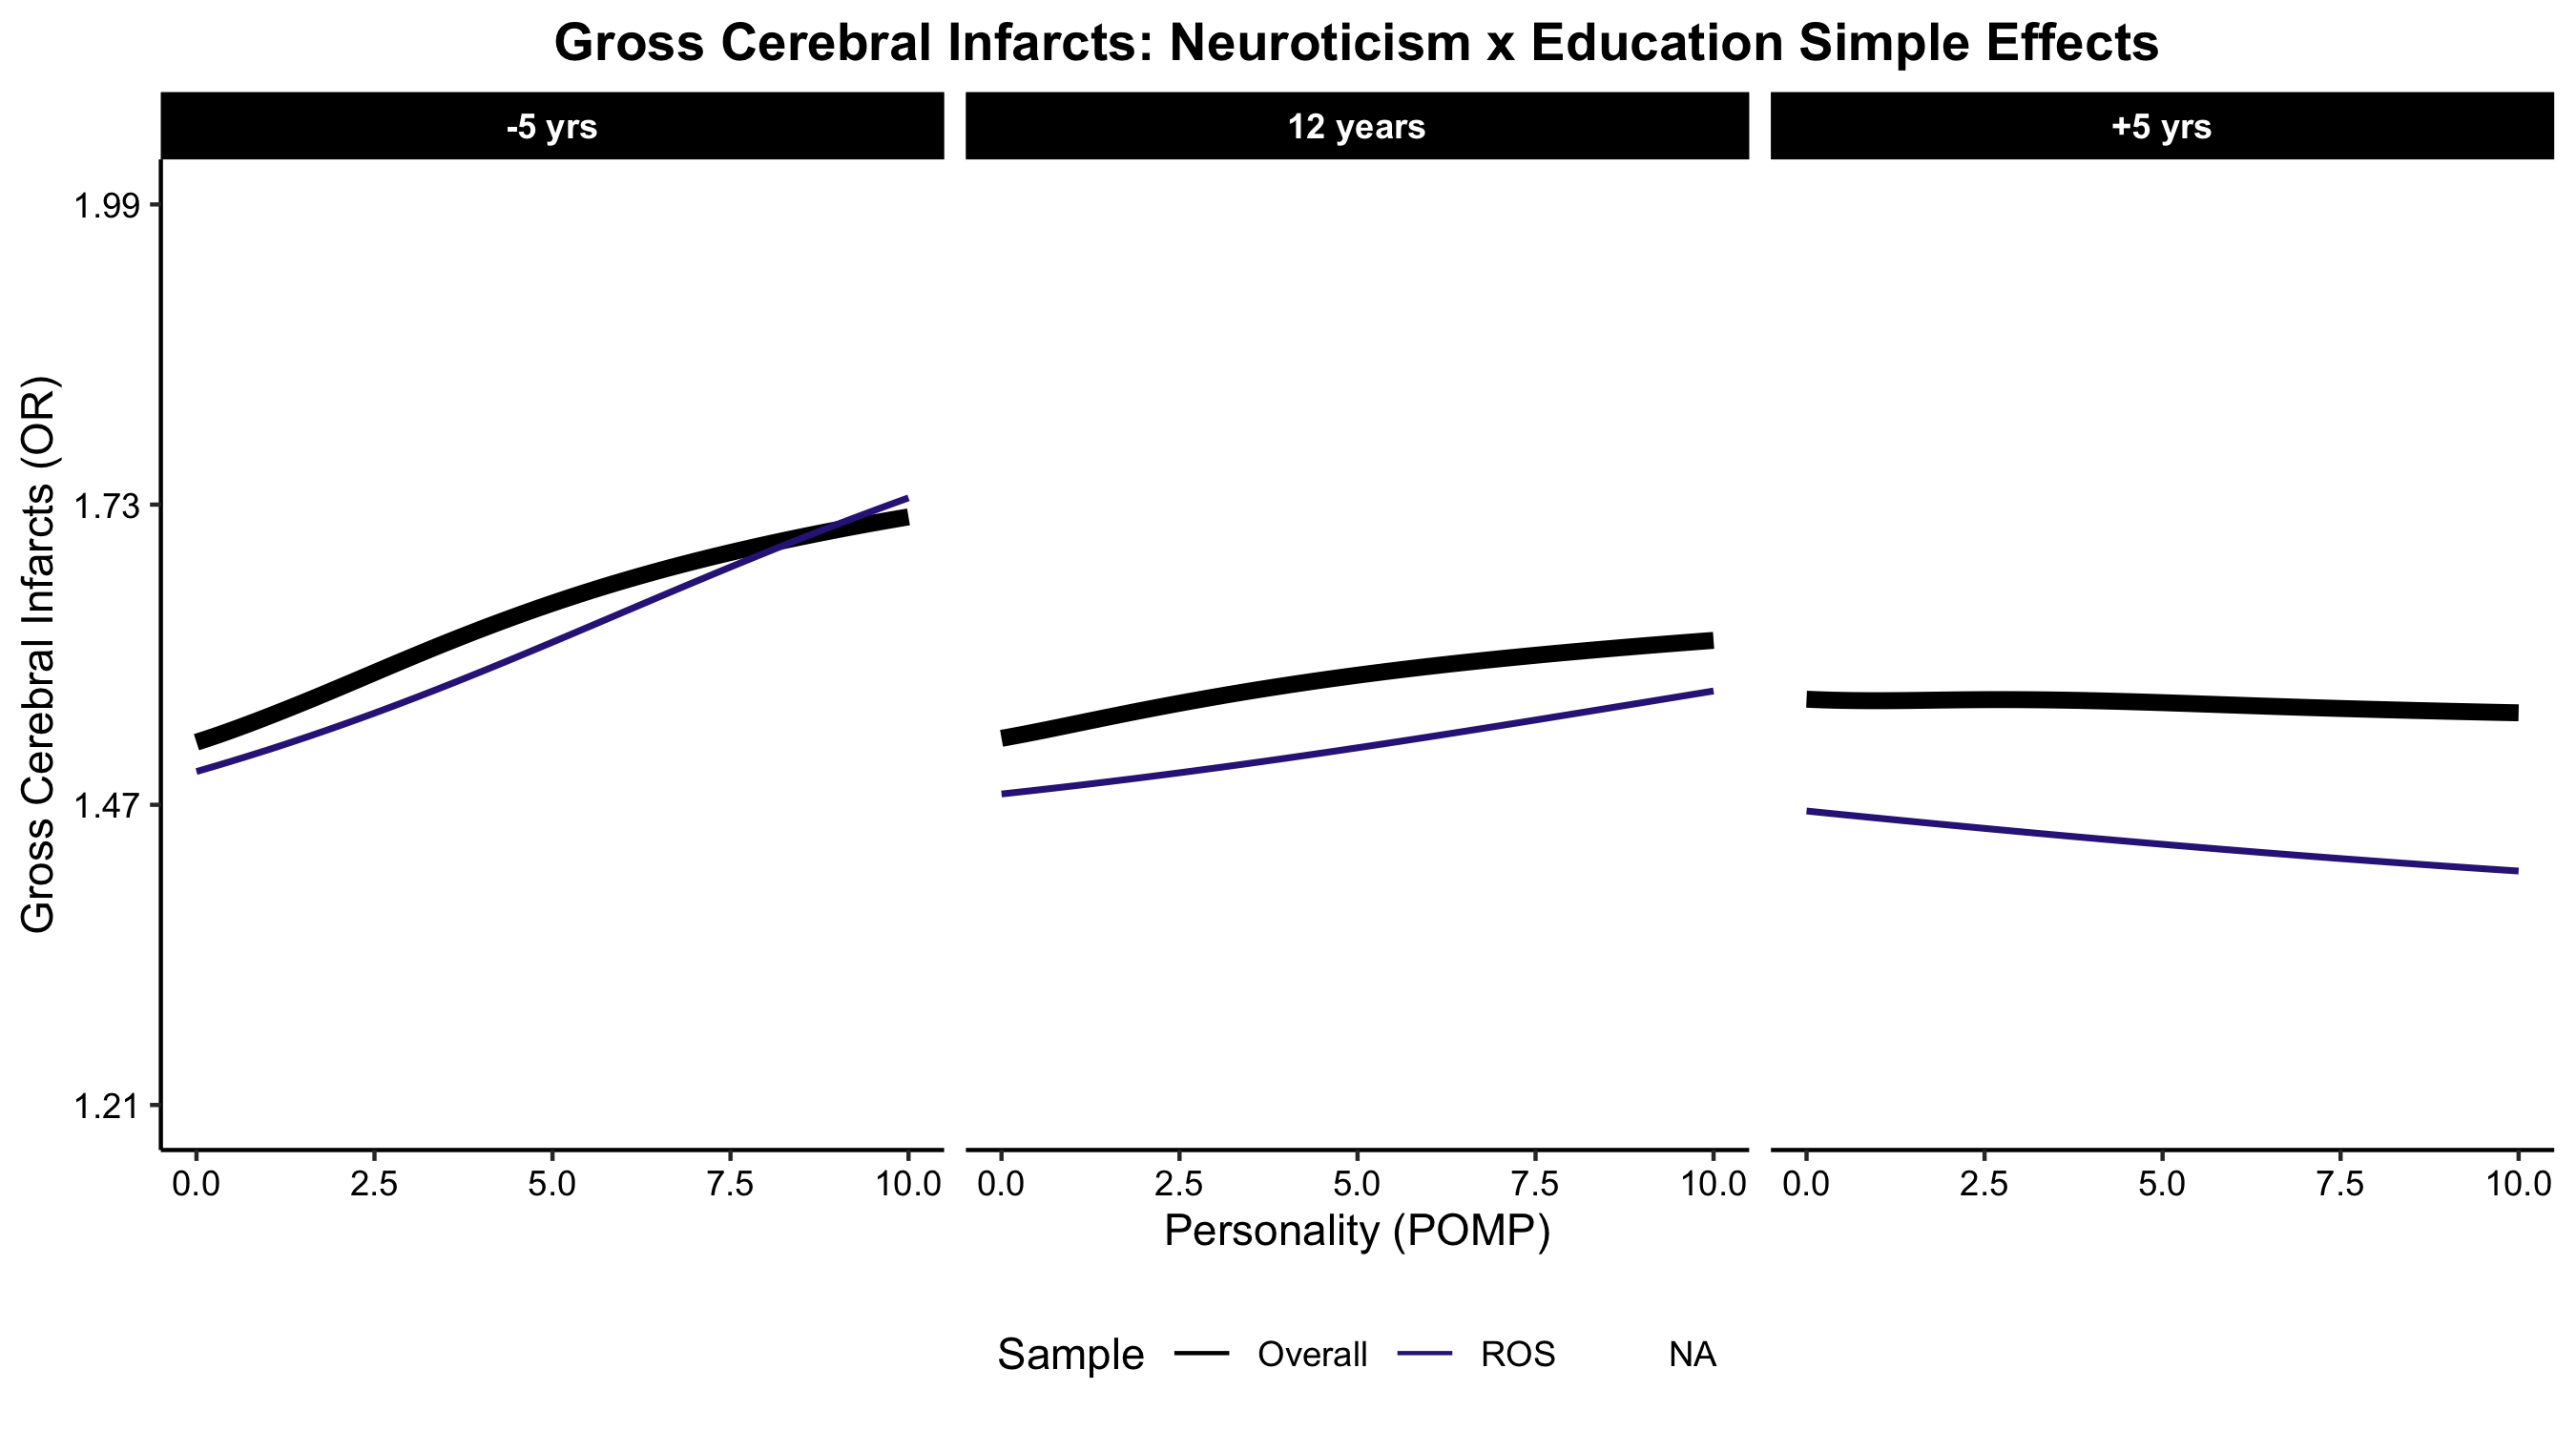 Gross Cerebral Infarcts: Neuroticism x Education Simple Effects
-5 yrs 12 years +5 yrs
Gross Cerebral Infarcts (OR)
1.99
1.73
1.47
1.21
0.0 2.5 5.0 7.5 10.0 0.0 2.5 5.0 7.5 10.0 0.0 2.5 5.0 7.5 10.0
Personality (POMP)
Sample Overall ROS NA